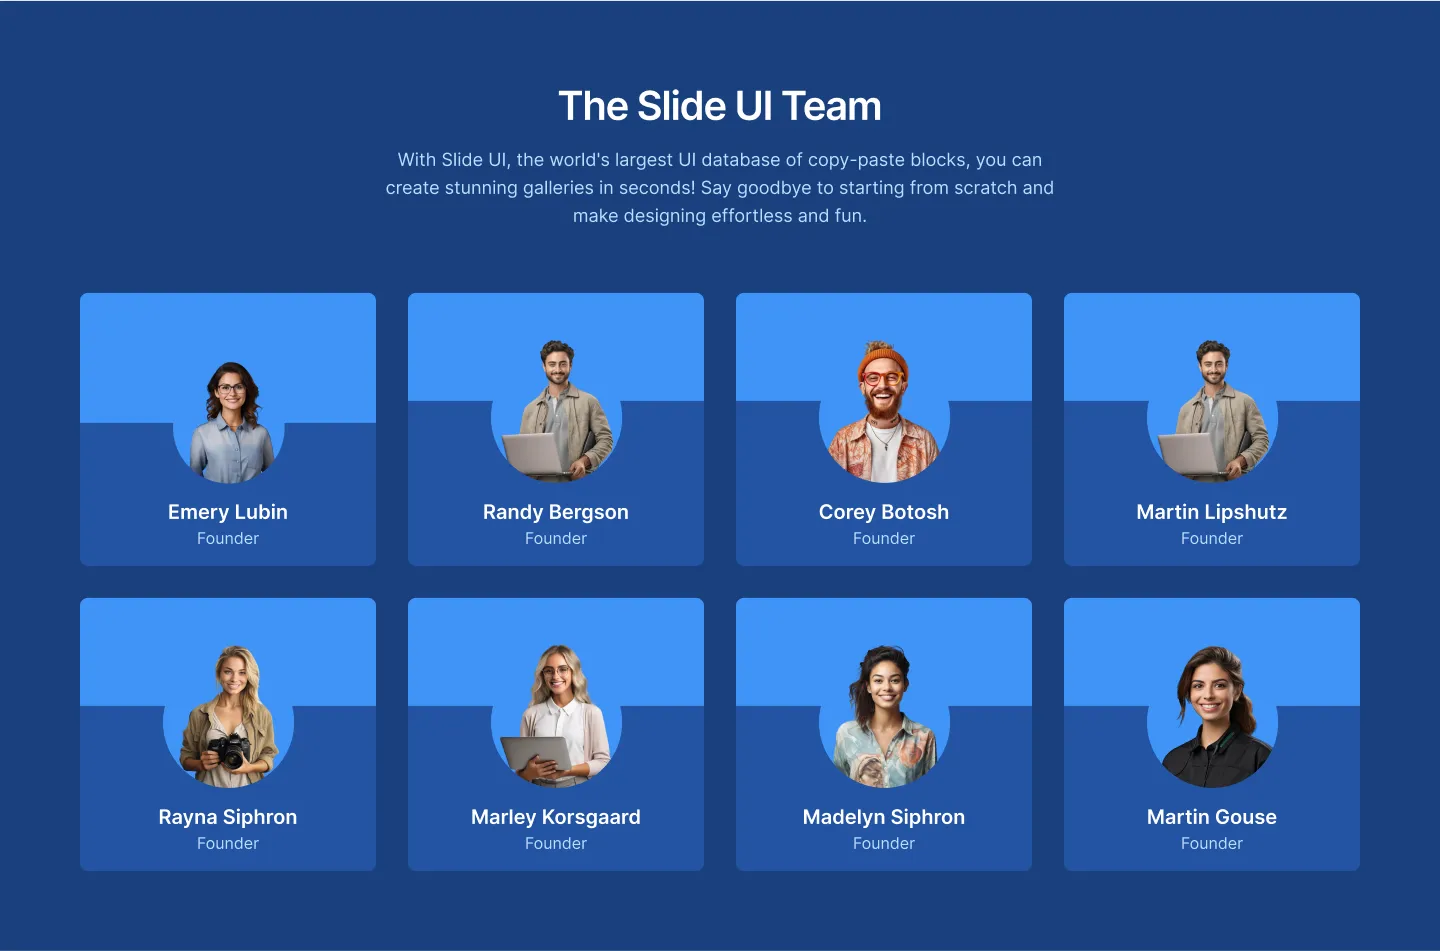 The Slide UI Team
With Slide UI, the world's largest UI database of copy-paste blocks, you can
create stunning galleries in seconds! Say goodbye to starting from scratch and
make designing effortless and fun.
Emery Lubin
Founder
Randy Bergson
Founder
Corey Botosh
Founder
Martin Lipshutz
Founder
Rayna Siphron
Founder
Marley Korsgaard
Founder
Madelyn Siphron
Founder
Martin Gouse
Founder